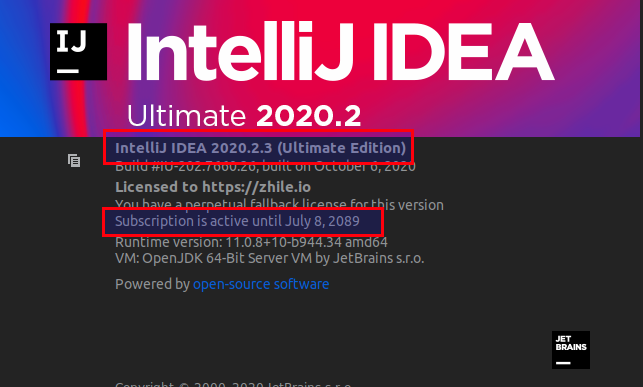 IJ
IntelliJ IDEA
Ultimate 2020.2
IntelliJ IDEA 2020.2.3 (Ultimate Edition)
Build #IU-202.7660.26, built on October 6, 2020
Licensed to https://zhile.io
You have a perpetual fallback license for this version
Subscription is active until July 8, 2089
Runtime version: 11.0.8+10-b944.34 amd64
VM: OpenJDK 64-Bit Server VM by JetBrains s.r.o.
Powered by open-source software
JET
BRAINS
Copyright © 2000–2020 JetBrains s.r.o.